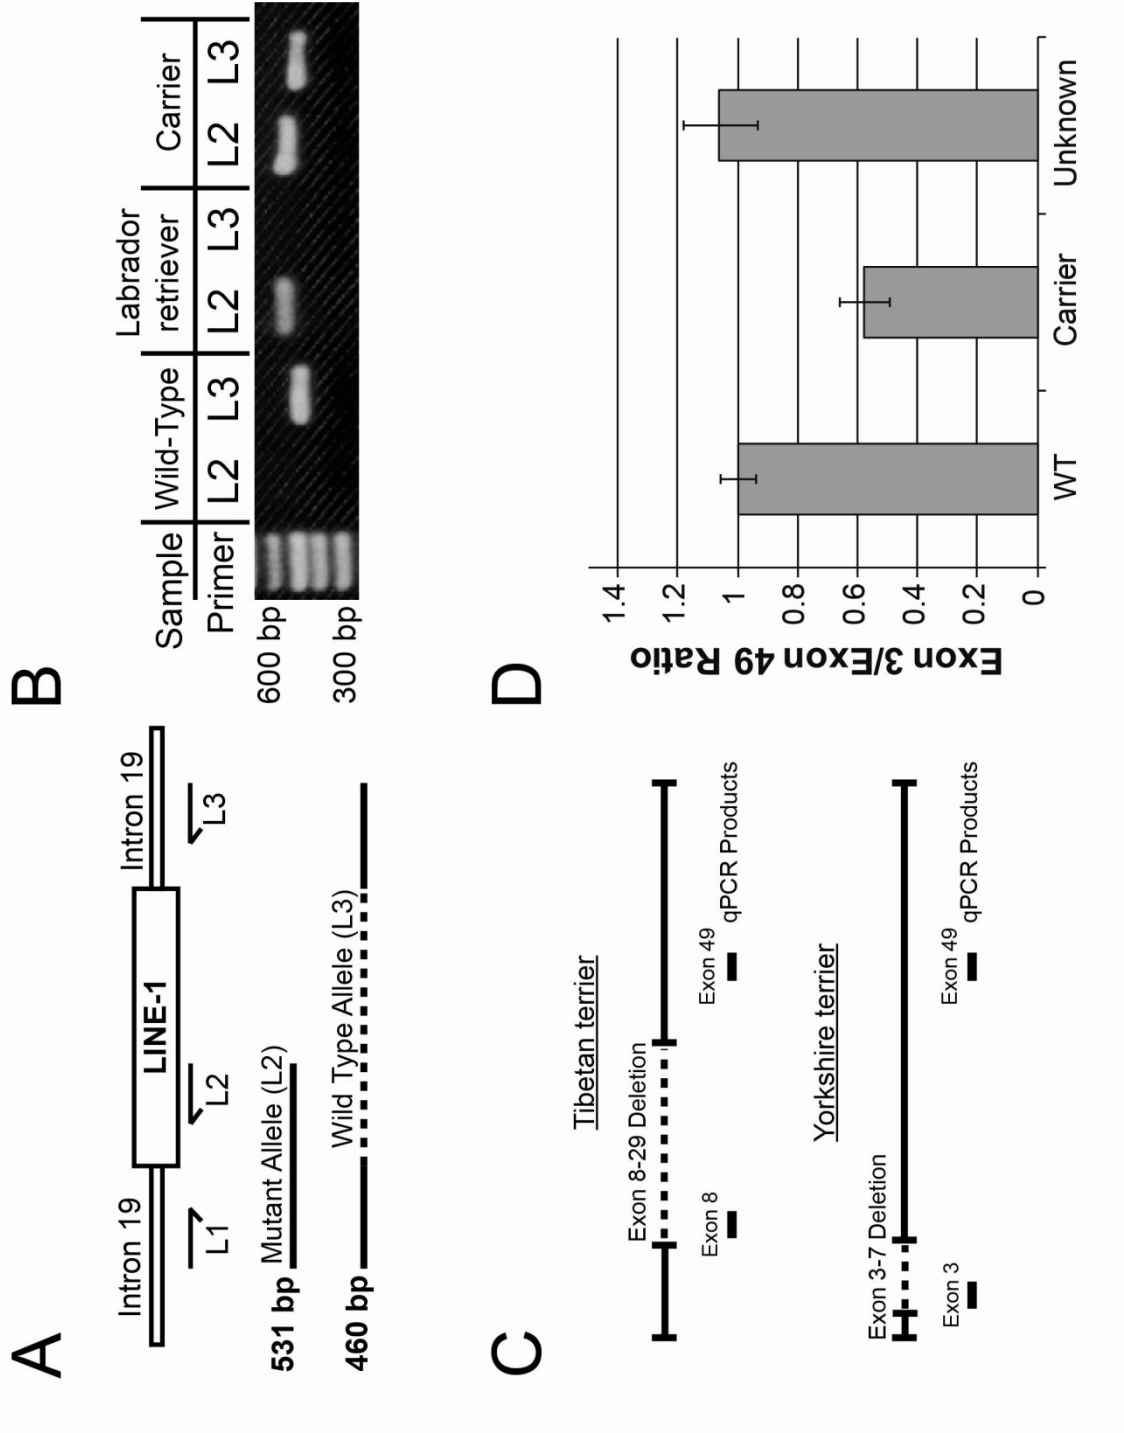 A
Intron 19
LINE-1
Intron 19
L1
L2
L3
531 bp
Mutant Allele (L2)
460 bp
Wild Type Allele (L3)
B
Sample
Wild-Type
Labrador
retriever
Carrier
Primer
L2
L3
L2
L3
L2
L3
600 bp
300 bp
C
Tibetan terrier
Exon 8-29 Deletion
Exon 8
Exon 49
qPCR Products
Yorkshire terrier
Exon 3-7 Deletion
Exon 3
Exon 49
qPCR Products
D
Exon 3/Exon 49 Ratio
1.4
1.2
1
0.8
0.6
0.4
0.2
0
WT
Carrier
Unknown